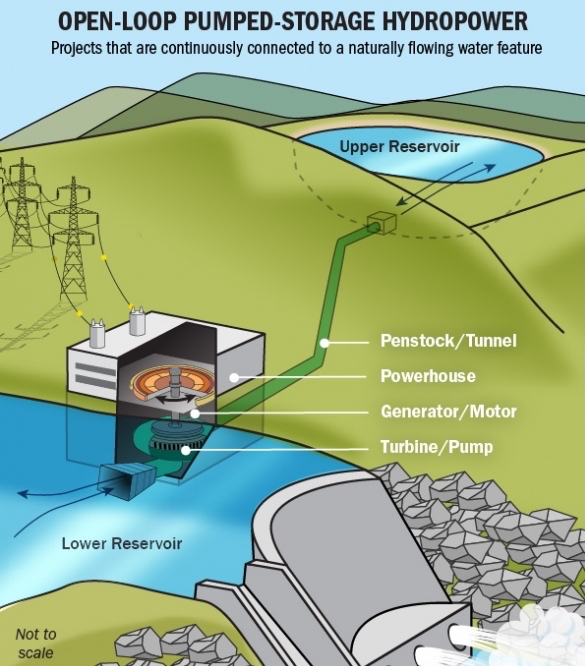 OPEN-LOOP PUMPED-STORAGE HYDROPOWER
Projects that are continuously connected to a naturally flowing water feature
Upper Reservoir
Penstock/Tunnel
Powerhouse
Generator/Motor
Turbine/Pump
Lower Reservoir
Not to
scale